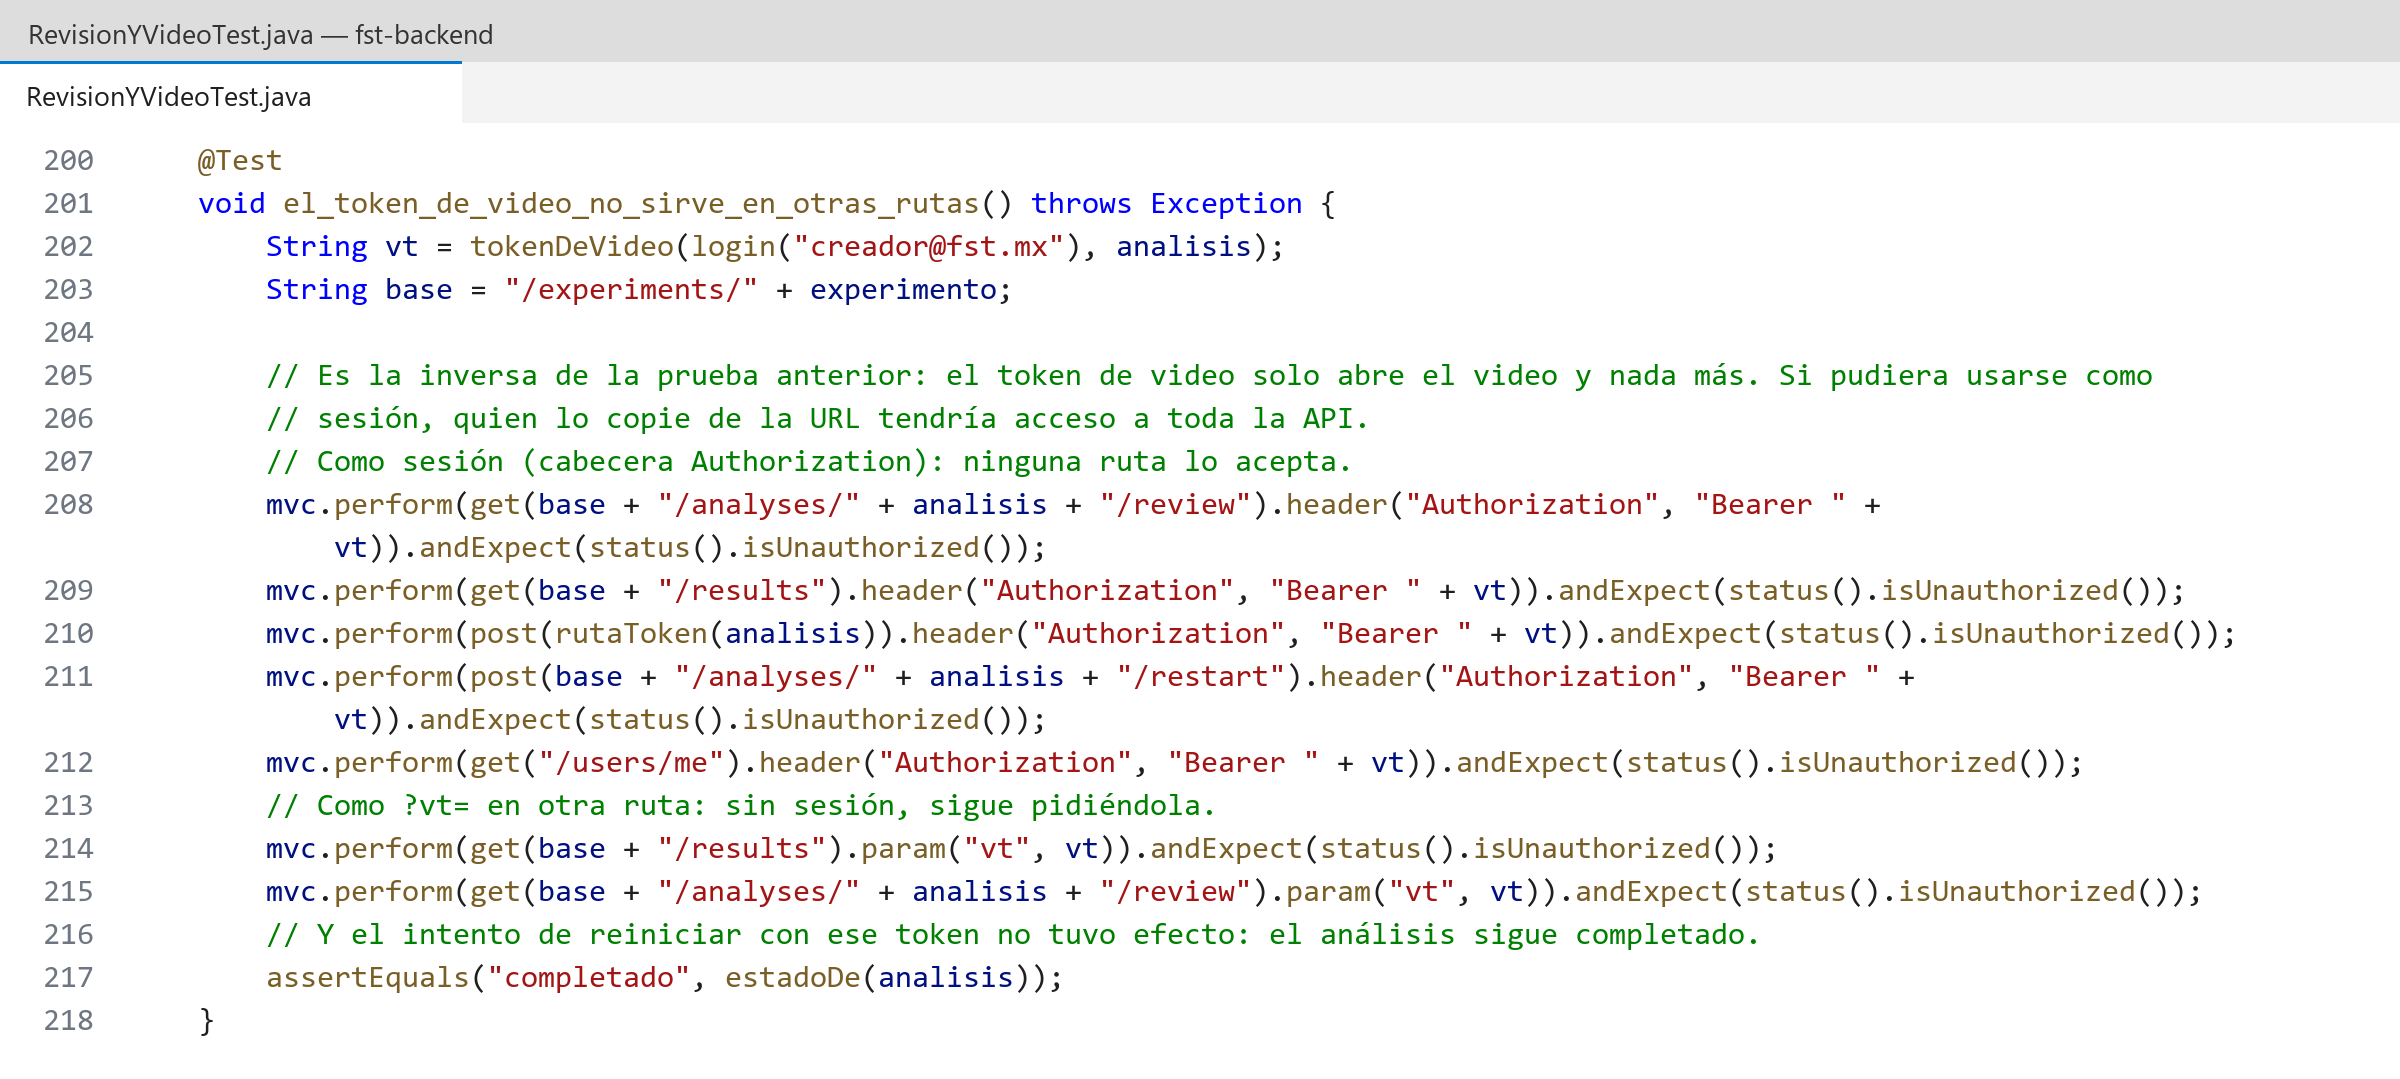 RevisionYVideoTest.java — fst-backend
RevisionYVideoTest.java
200 @Test
201 void el_token_de_video_no_sirve_en_otras_rutas() throws Exception {
202 String vt = tokenDeVideo(login("creador@fst.mx"), analisis);
203 String base = "/experiments/" + experimento;
204
205 // Es la inversa de la prueba anterior: el token de video solo abre el video y nada más. Si pudiera usarse como
206 // sesión, quien lo copie de la URL tendría acceso a toda la API.
207 // Como sesión (cabecera Authorization): ninguna ruta lo acepta.
208 mvc.perform(get(base + "/analyses/" + analisis + "/review").header("Authorization", "Bearer " +
vt)).andExpect(status().isUnauthorized());
209 mvc.perform(get(base + "/results").header("Authorization", "Bearer " + vt)).andExpect(status().isUnauthorized());
210 mvc.perform(post(rutaToken(analisis)).header("Authorization", "Bearer " + vt)).andExpect(status().isUnauthorized());
211 mvc.perform(post(base + "/analyses/" + analisis + "/restart").header("Authorization", "Bearer " +
vt)).andExpect(status().isUnauthorized());
212 mvc.perform(get("/users/me").header("Authorization", "Bearer " + vt)).andExpect(status().isUnauthorized());
213 // Como ?vt= en otra ruta: sin sesión, sigue pidiéndola.
214 mvc.perform(get(base + "/results").param("vt", vt)).andExpect(status().isUnauthorized());
215 mvc.perform(get(base + "/analyses/" + analisis + "/review").param("vt", vt)).andExpect(status().isUnauthorized());
216 // Y el intento de reiniciar con ese token no tuvo efecto: el análisis sigue completado.
217 assertEquals("completado", estadoDe(analisis));
218 }